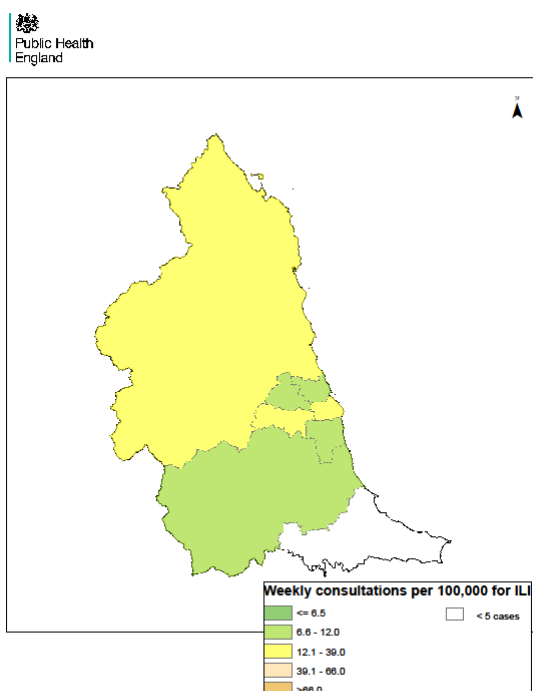 Public Health
England
N
Weekly consultations per 100,000 for ILI
<= 6.5
< 5 cases
6.6 - 12.0
12.1 - 39.0
39.1 - 66.0
>66.0